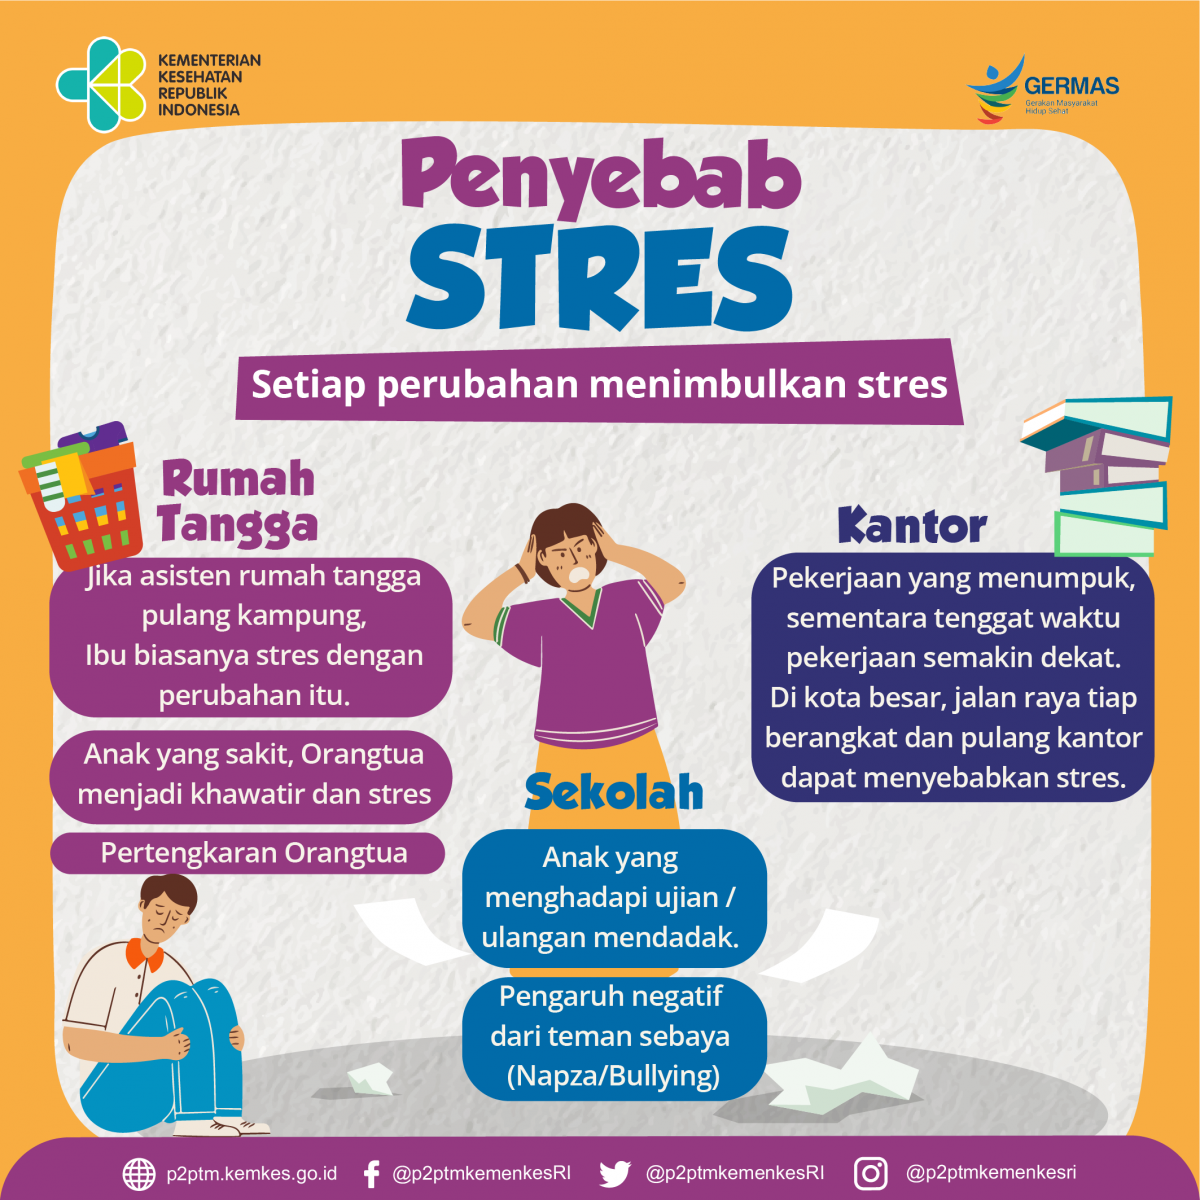 KEMENTERIAN
KESEHATAN
REPUBLIK
INDONESIA
GERMAS
Gerakan Masyarakat
Hidup Sehat
Penyebab
STRES
Setiap perubahan menimbulkan stres
Rumah
Tangga
Jika asisten rumah tangga
pulang kampung,
Ibu biasanya stres dengan
perubahan itu.
Anak yang sakit, Orangtua
menjadi khawatir dan stres
Pertengkaran Orangtua
Kantor
Pekerjaan yang menumpuk,
sementara tenggat waktu
pekerjaan semakin dekat.
Di kota besar, jalan raya tiap
berangkat dan pulang kantor
dapat menyebabkan stres.
Sekolah
Anak yang
menghadapi ujian /
ulangan mendadak.
Pengaruh negatif
dari teman sebaya
(Napza/Bullying)
p2ptm.kemkes.go.id
@p2ptmkemenkesRI
@p2ptmkemenkesRI
@p2ptmkemenkesri